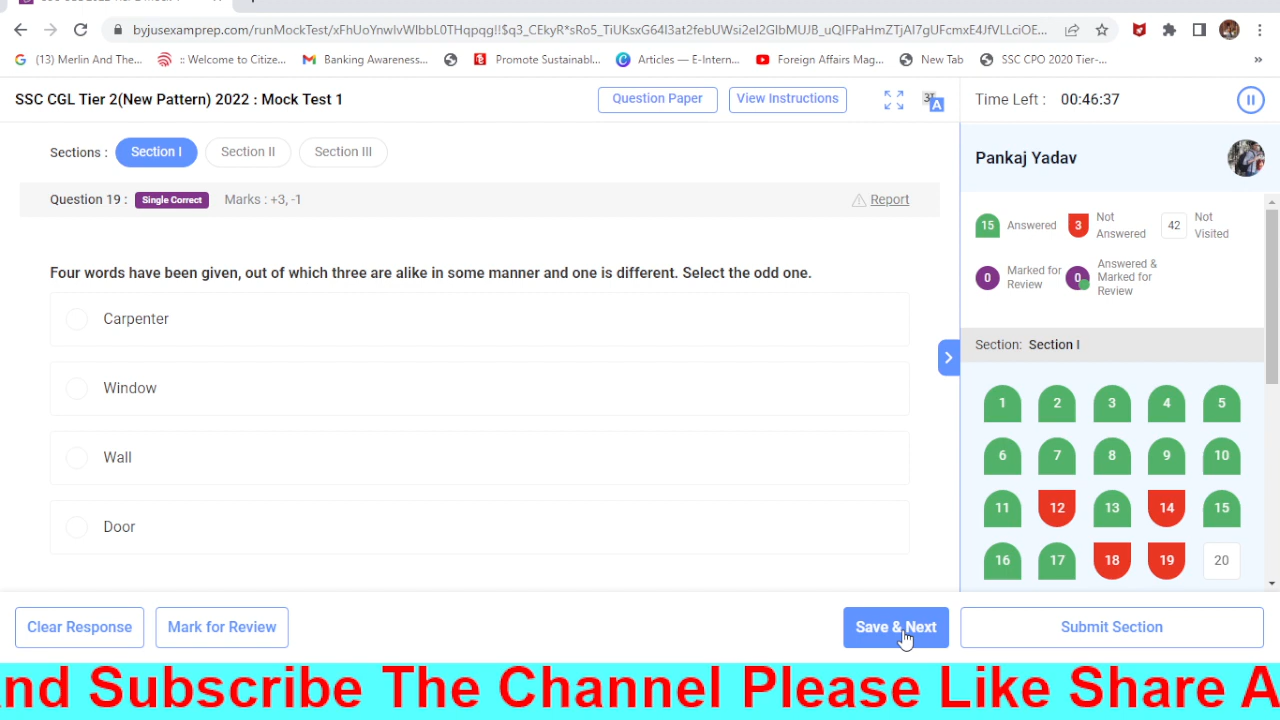 byjusexamprep.com/runMockTest/xFhUoYnwIvWlbbL0THqpqg!!$q3_CEkyR*sRo5_TiUKsxG64I3at2febUWsi2eI2GlbMUJB_uQIFPaHmZTjAI7gUFcmxE4JfVLLciOE...
(13) Merlin And The...
:: Welcome to Citize...
Banking Awareness...
Promote Sustainabl...
Articles — E-Intern...
Foreign Affairs Mag...
New Tab
SSC CPO 2020 Tier-...
»
SSC CGL Tier 2(New Pattern) 2022 : Mock Test 1
Question Paper
View Instructions
Time Left : 00:46:37
Sections : Section I Section II Section III
Pankaj Yadav
Question 19 : Single Correct Marks : +3, -1
Report
15 Answered
3 Not Answered
42 Not Visited
0 Marked for Review
0 Answered & Marked for Review
Four words have been given, out of which three are alike in some manner and one is different. Select the odd one.
Carpenter
Window
Wall
Door
Section: Section I
1 2 3 4 5
6 7 8 9 10
11 12 13 14 15
16 17 18 19 20
Clear Response
Mark for Review
Save & Next
Submit Section
nd Subscribe The Channel Please Like Share A